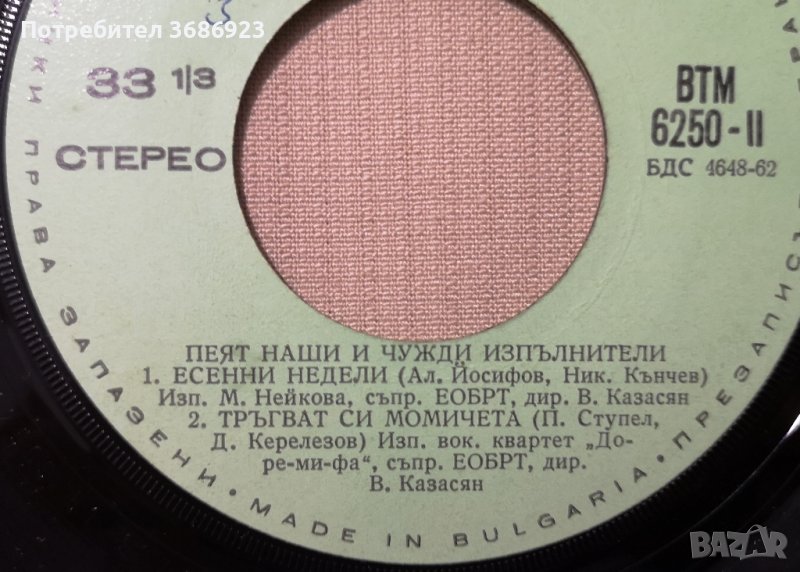 Потребител 3686923
3
33 1/3
СТЕРЕО
ВТМ
6250 - II
БДС 4648-62
ПЕЯТ НАШИ И ЧУЖДИ ИЗПЪЛНИТЕЛИ
1. ЕСЕННИ НЕДЕЛИ (Ал. Йосифов, Ник. Кънчев)
Изп. М. Нейкова, съпр. ЕОБРТ, дир. В. Казасян
2. ТРЪГВАТ СИ МОМИЧЕТА (П. Ступел,
Д. Керелезов) Изп. вок. квартет „До-
ре-ми-фа“, съпр. ЕОБРТ, дир.
В. Казасян
ПРАВА ЗАПАЗЕНИ • MADE IN BULGARIA • ПРЕЗАПИС
BAZAR